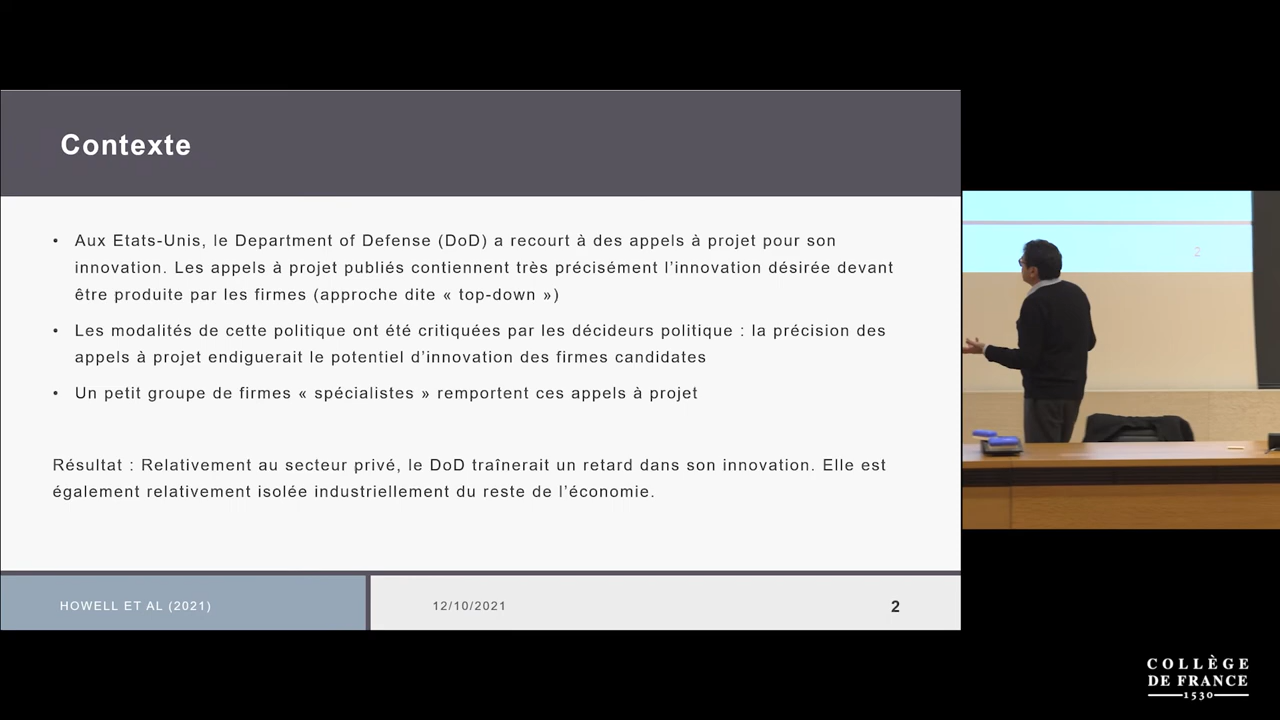 Contexte
• Aux Etats-Unis, le Department of Defense (DoD) a recourt à des appels à projet pour son
innovation. Les appels à projet publiés contiennent très précisément l’innovation désirée devant
être produite par les firmes (approche dite « top-down »)
• Les modalités de cette politique ont été critiquées par les décideurs politique : la précision des
appels à projet endiguerait le potentiel d’innovation des firmes candidates
• Un petit groupe de firmes « spécialistes » remportent ces appels à projet
Résultat : Relativement au secteur privé, le DoD traînerait un retard dans son innovation. Elle est
également relativement isolée industriellement du reste de l’économie.
HOWELL ET AL (2021)
12/10/2021
2
2
COLLÈGE
DE FRANCE
1530